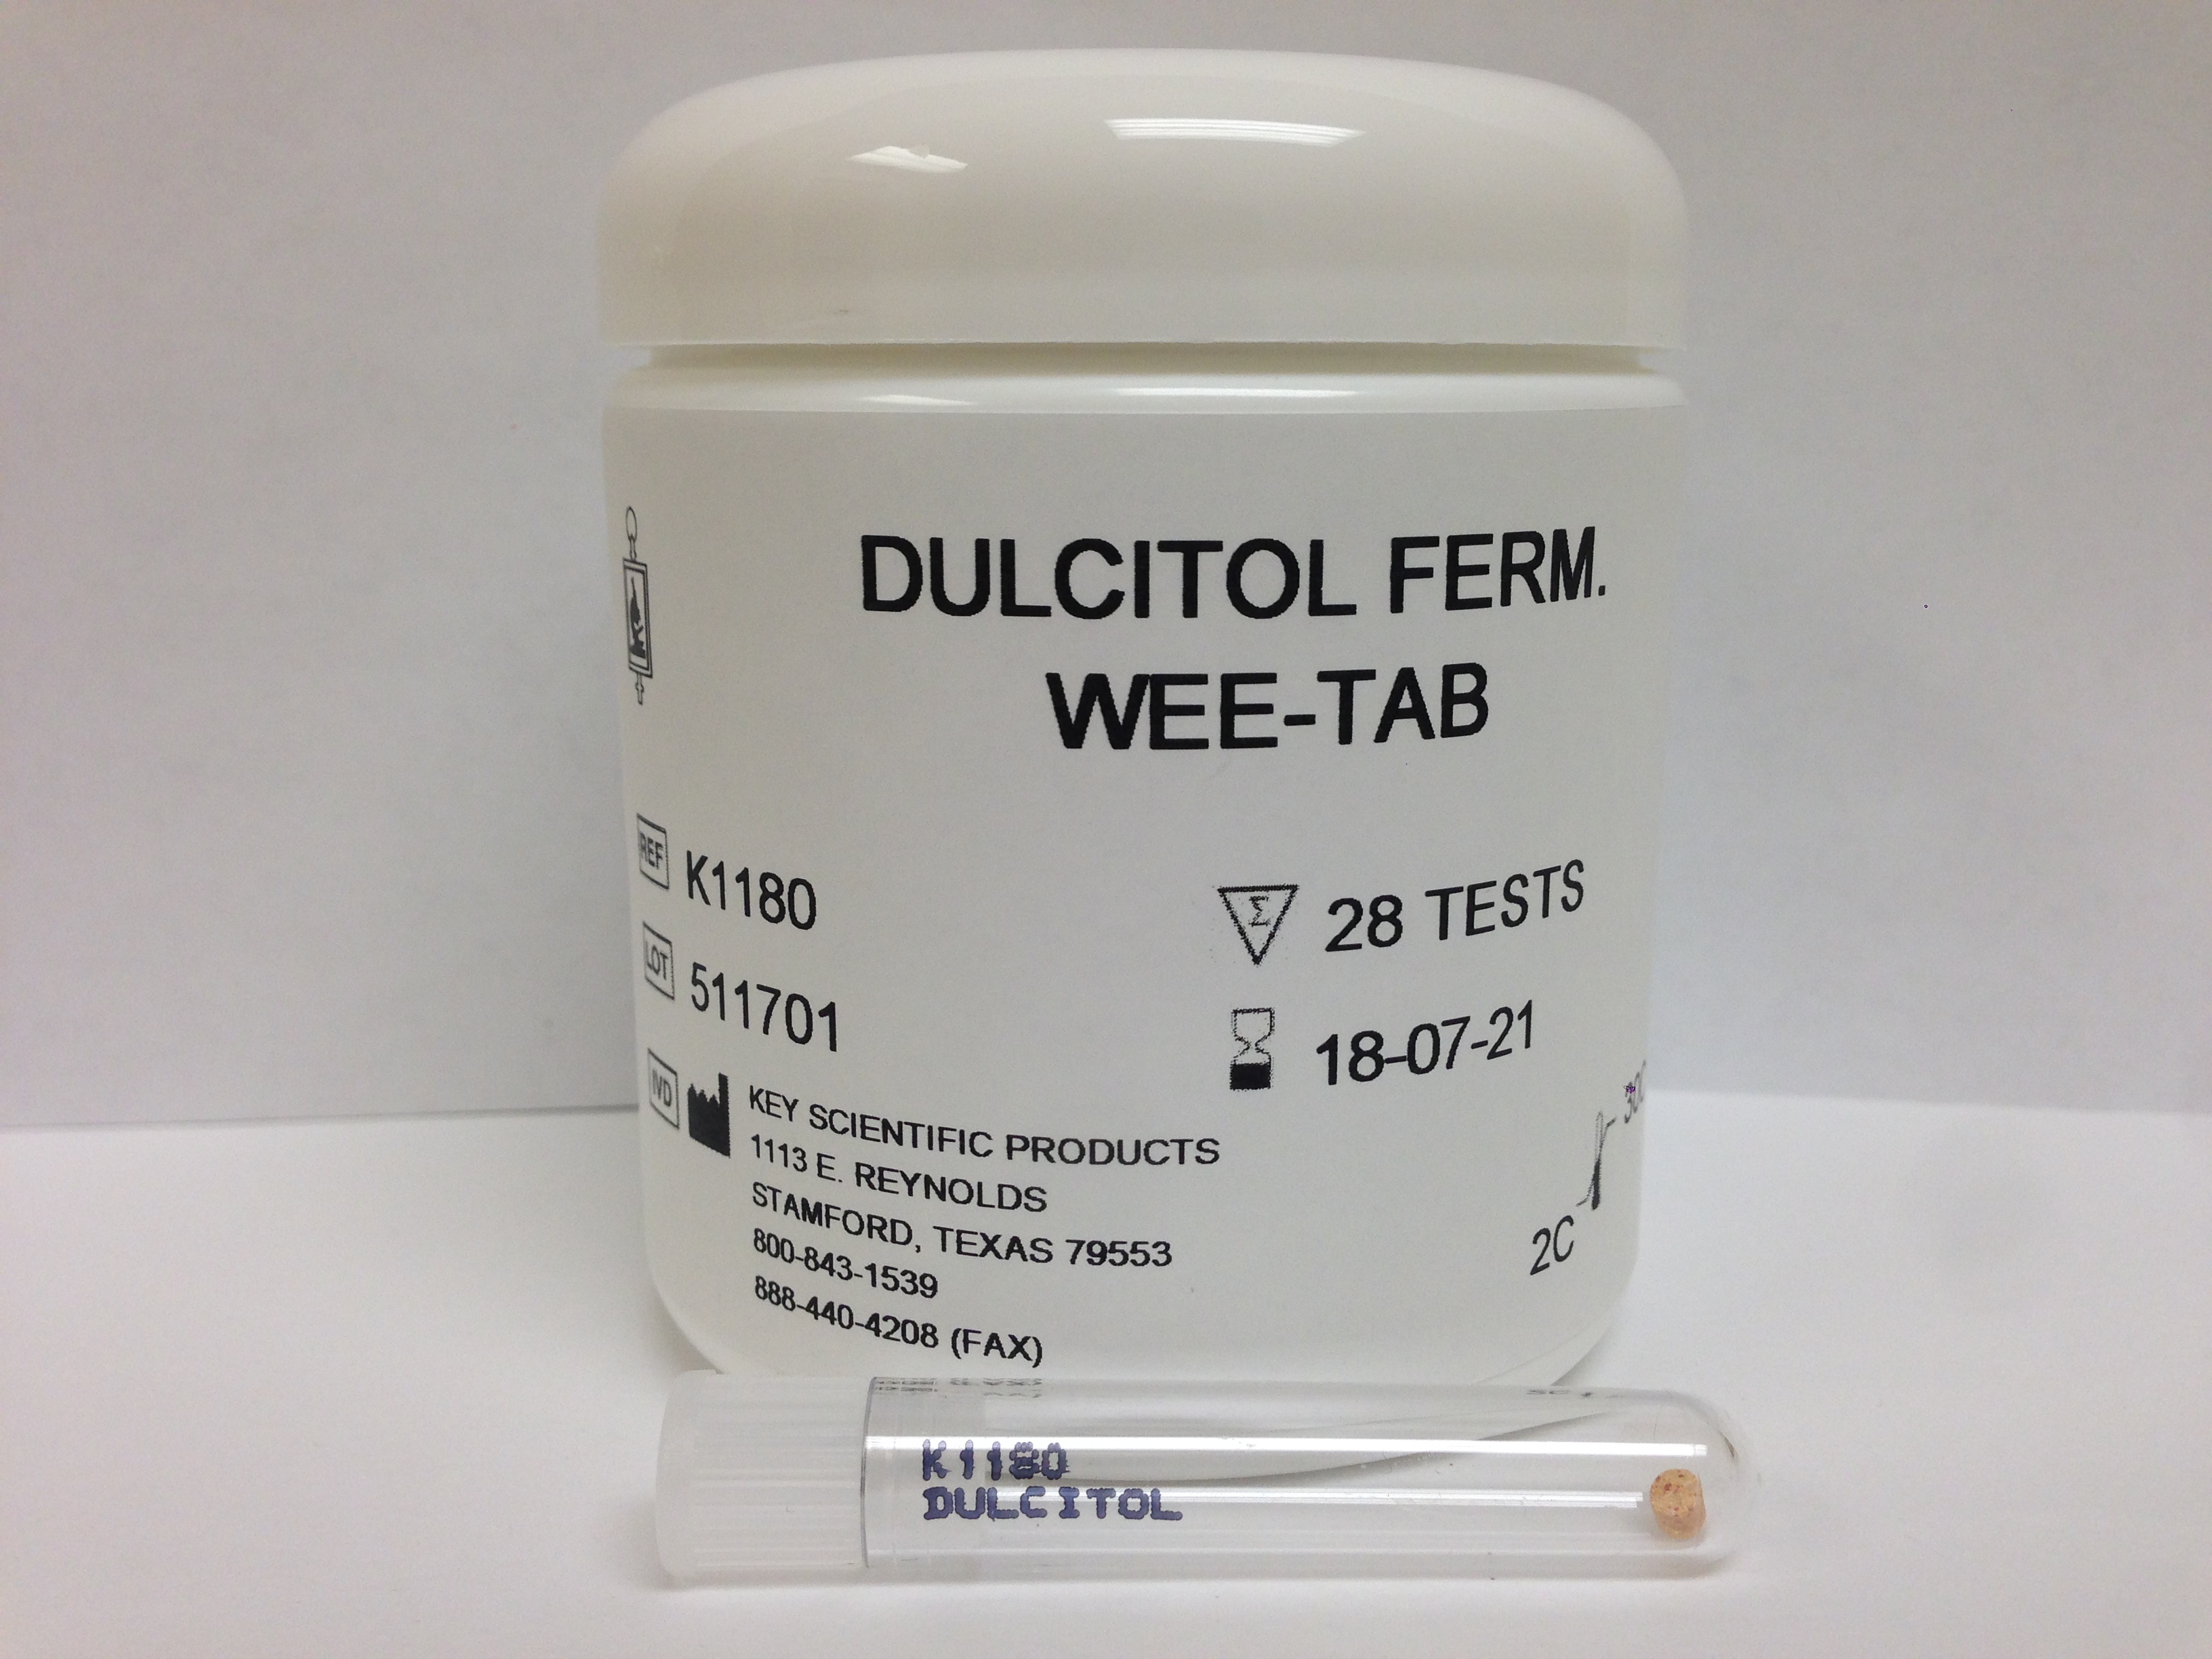 DULCITOL FERM.
WEE-TAB
REF K1180
Σ 28 TESTS
LOT 511701
18-07-21
IVD
KEY SCIENTIFIC PRODUCTS
1113 E. REYNOLDS
STAMFORD, TEXAS 79553
800-843-1539
888-440-4208 (FAX)
2C
K1180
DULCITOL